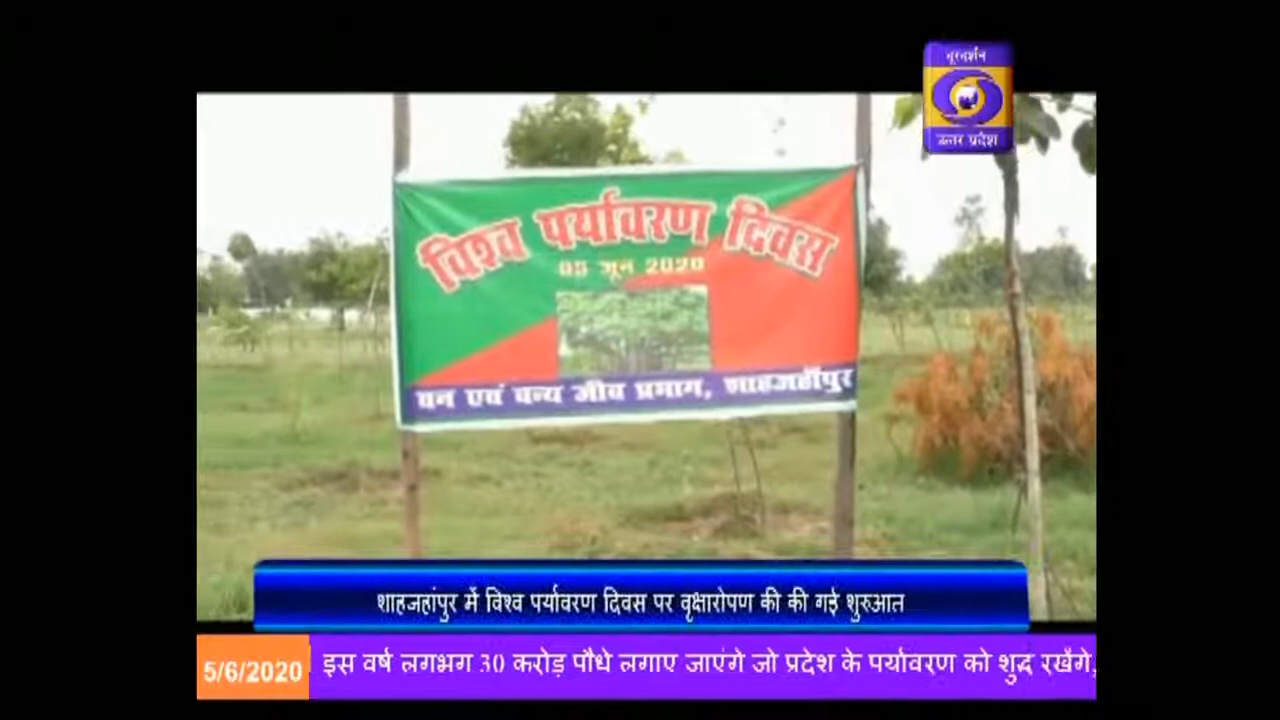 दूरदर्शन
उत्तर प्रदेश
विश्व पर्यावरण दिवस
05 जून 2020
वन एवं वन्य जीव प्रभाग, शाहजहाँपुर
शाहजहांपुर में विश्व पर्यावरण दिवस पर वृक्षारोपण की की गई शुरुआत
5/6/2020 इस वर्ष लगभग 30 करोड़ पौधे लगाए जाएंगे जो प्रदेश के पर्यावरण को शुद्ध रखेंगे,